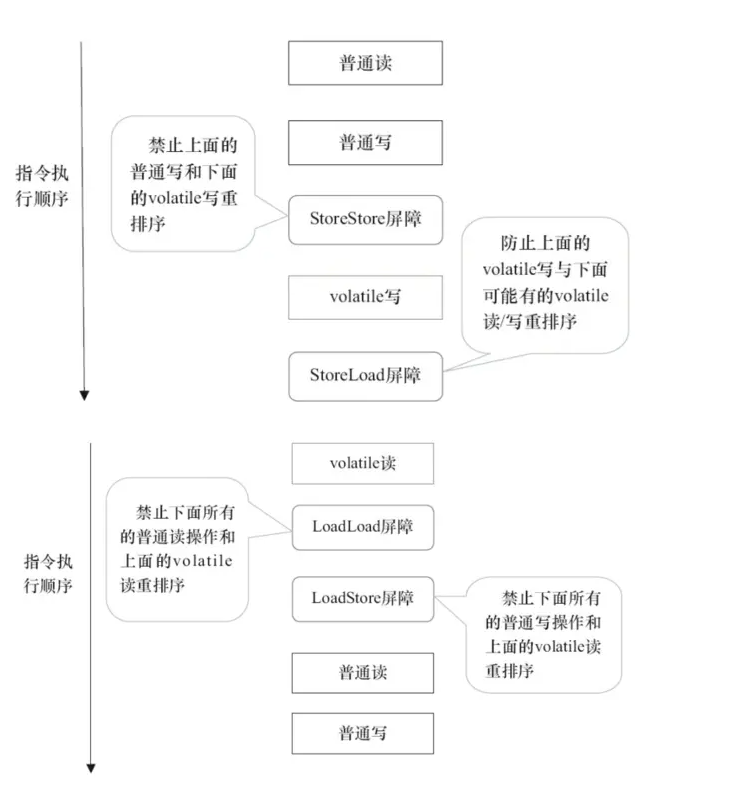 普通读
普通写
禁止上面的
普通写和下面
的volatile写重
排序
指令执
行顺序
StoreStore屏障
防止上面的
volatile写与下面
可能有的volatile
读/写重排序
volatile写
StoreLoad屏障
volatile读
禁止下面所有
的普通读操作和
上面的volatile
读重排序
LoadLoad屏障
指令执
行顺序
LoadStore屏障
禁止下面所有
的普通写操作和
上面的volatile读
重排序
普通读
普通写